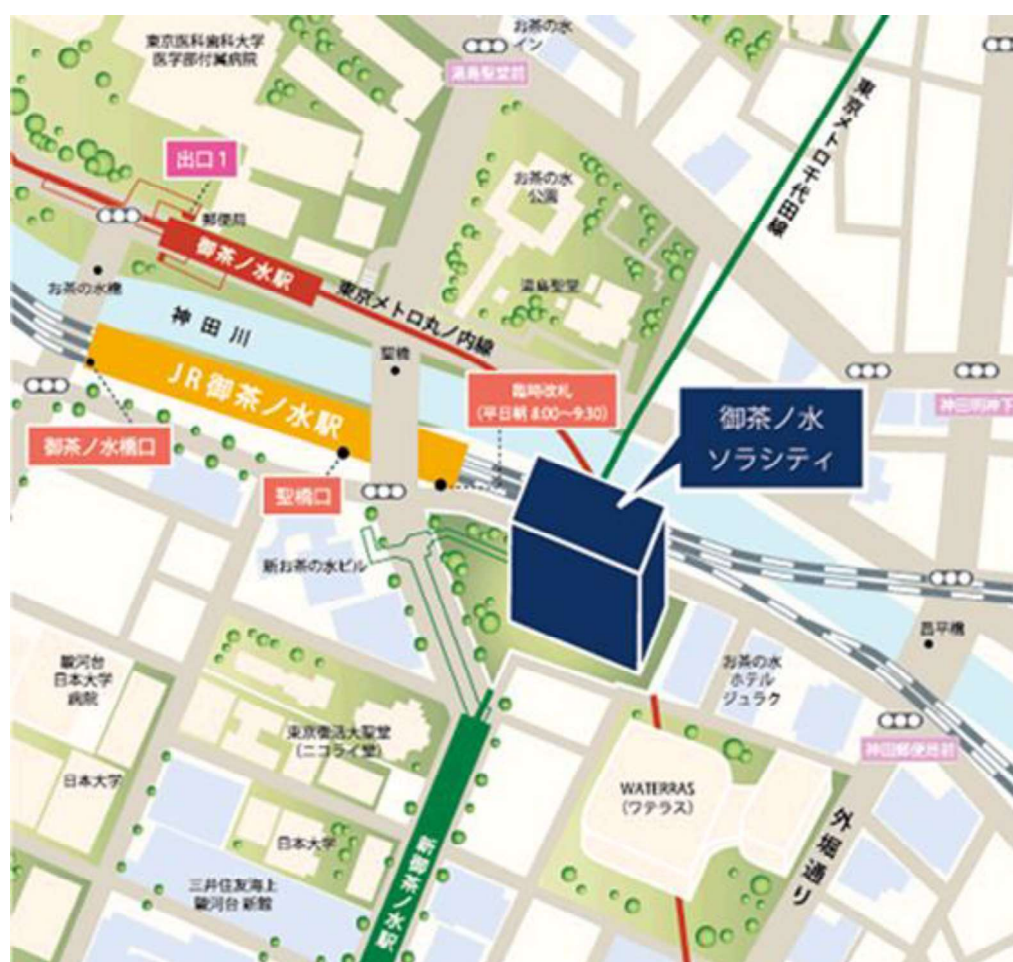 お茶の水
イン
東京医科歯科大学
医学部付属病院
湯島聖堂前
東京メトロ千代田線
出口1
お茶の水
公園
郵便局
御茶ノ水駅
湯島聖堂
お茶の水橋
東京メトロ丸ノ内線
神田川
聖橋
JR御茶ノ水駅
臨時改札
(平日朝 8:00〜9:30)
神田明神下
御茶ノ水
ソラシティ
御茶ノ水橋口
聖橋口
新お茶の水ビル
昌平橋
駿河台
日本大学
病院
お茶の水
ホテル
ジュラク
東京復活大聖堂
(ニコライ堂)
神田郵便局前
日本大学
WATERRAS
(ワテラス)
外堀通り
日本大学
新御茶ノ水駅
三井住友海上
駿河台 新館